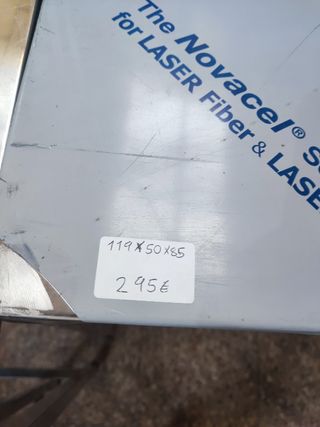 The Novacel® s
for LASER Fiber & LASE
119x50x85
295€